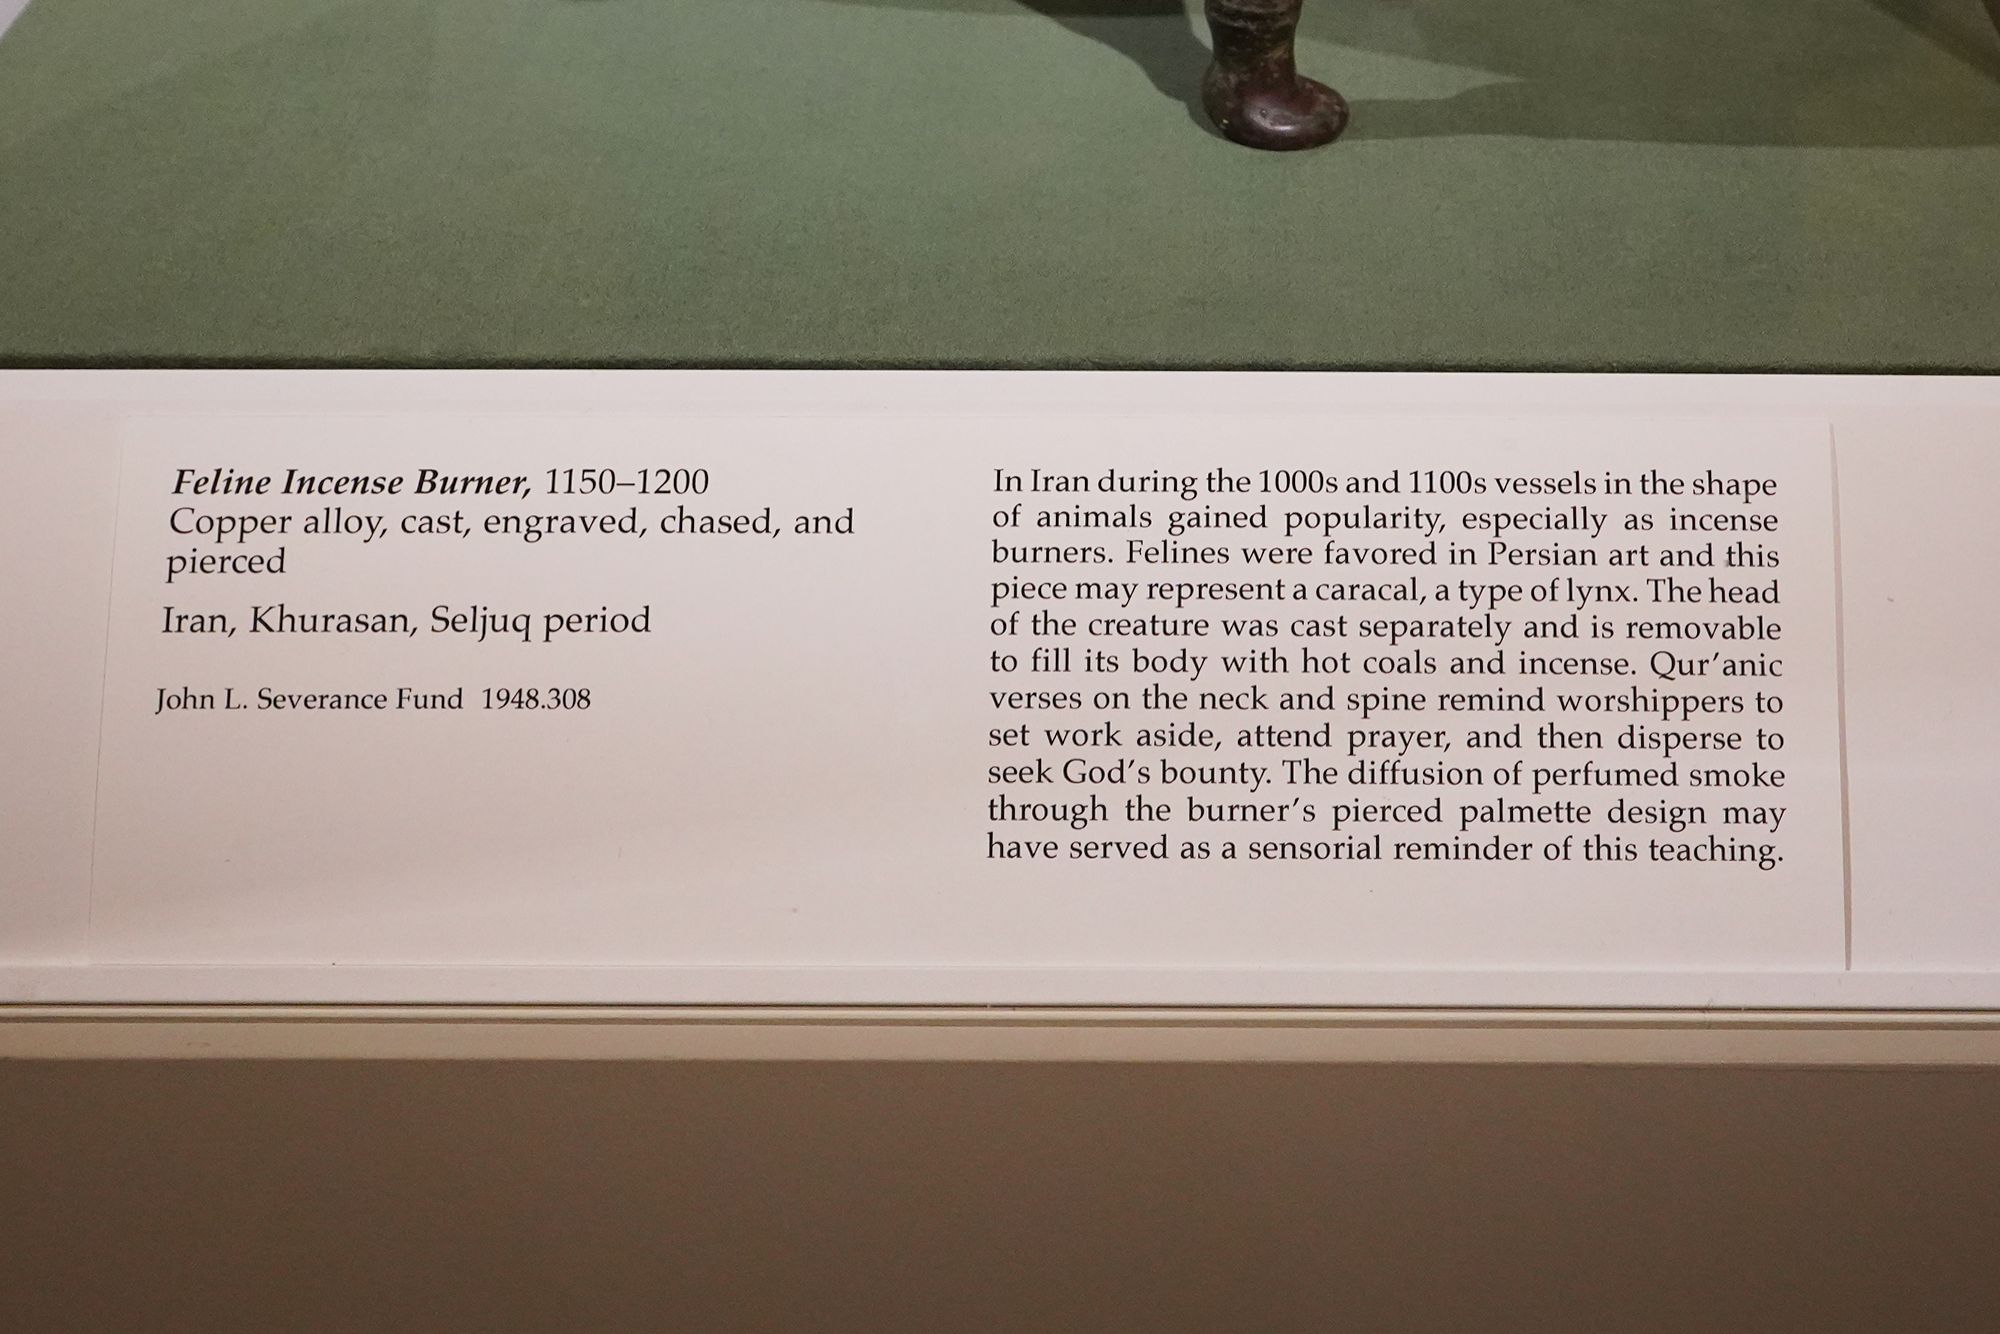 Feline Incense Burner, 1150–1200
Copper alloy, cast, engraved, chased, and
pierced
Iran, Khurasan, Seljuq period
John L. Severance Fund 1948.308
In Iran during the 1000s and 1100s vessels in the shape
of animals gained popularity, especially as incense
burners. Felines were favored in Persian art and this
piece may represent a caracal, a type of lynx. The head
of the creature was cast separately and is removable
to fill its body with hot coals and incense. Qur’anic
verses on the neck and spine remind worshippers to
set work aside, attend prayer, and then disperse to
seek God’s bounty. The diffusion of perfumed smoke
through the burner’s pierced palmette design may
have served as a sensorial reminder of this teaching.